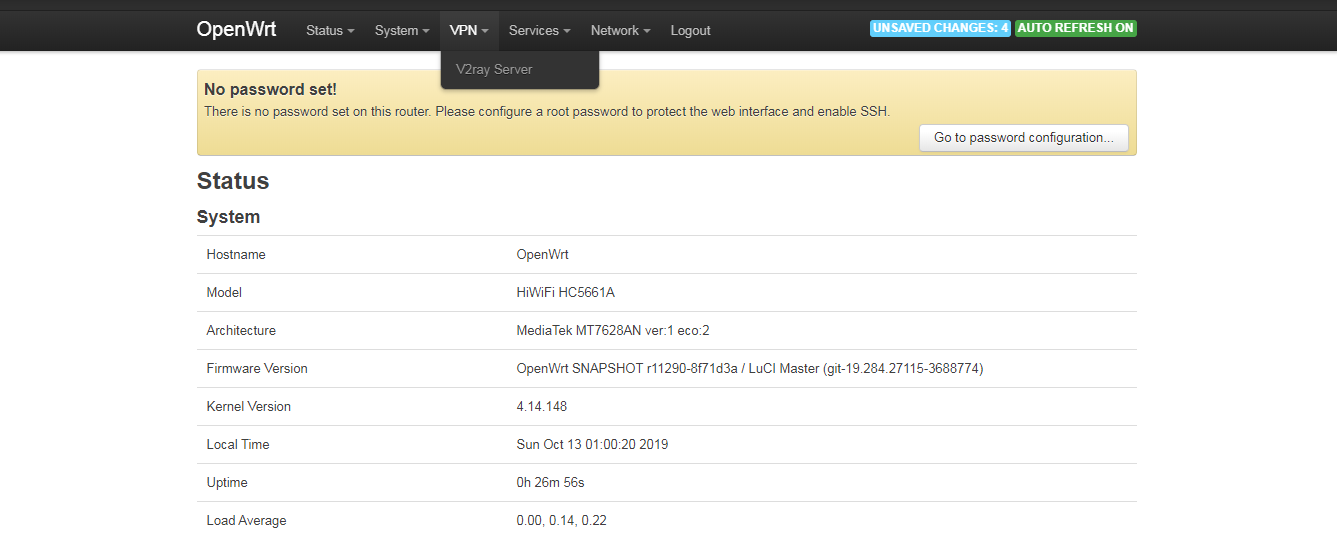 OpenWrt Status System VPN Services Network Logout UNSAVED CHANGES: 4 AUTO REFRESH ON
V2ray Server
No password set!
There is no password set on this router. Please configure a root password to protect the web interface and enable SSH.
Go to password configuration...
Status
System
Hostname OpenWrt
Model HiWiFi HC5661A
Architecture MediaTek MT7628AN ver:1 eco:2
Firmware Version OpenWrt SNAPSHOT r11290-8f71d3a / LuCI Master (git-19.284.27115-3688774)
Kernel Version 4.14.148
Local Time Sun Oct 13 01:00:20 2019
Uptime 0h 26m 56s
Load Average 0.00, 0.14, 0.22